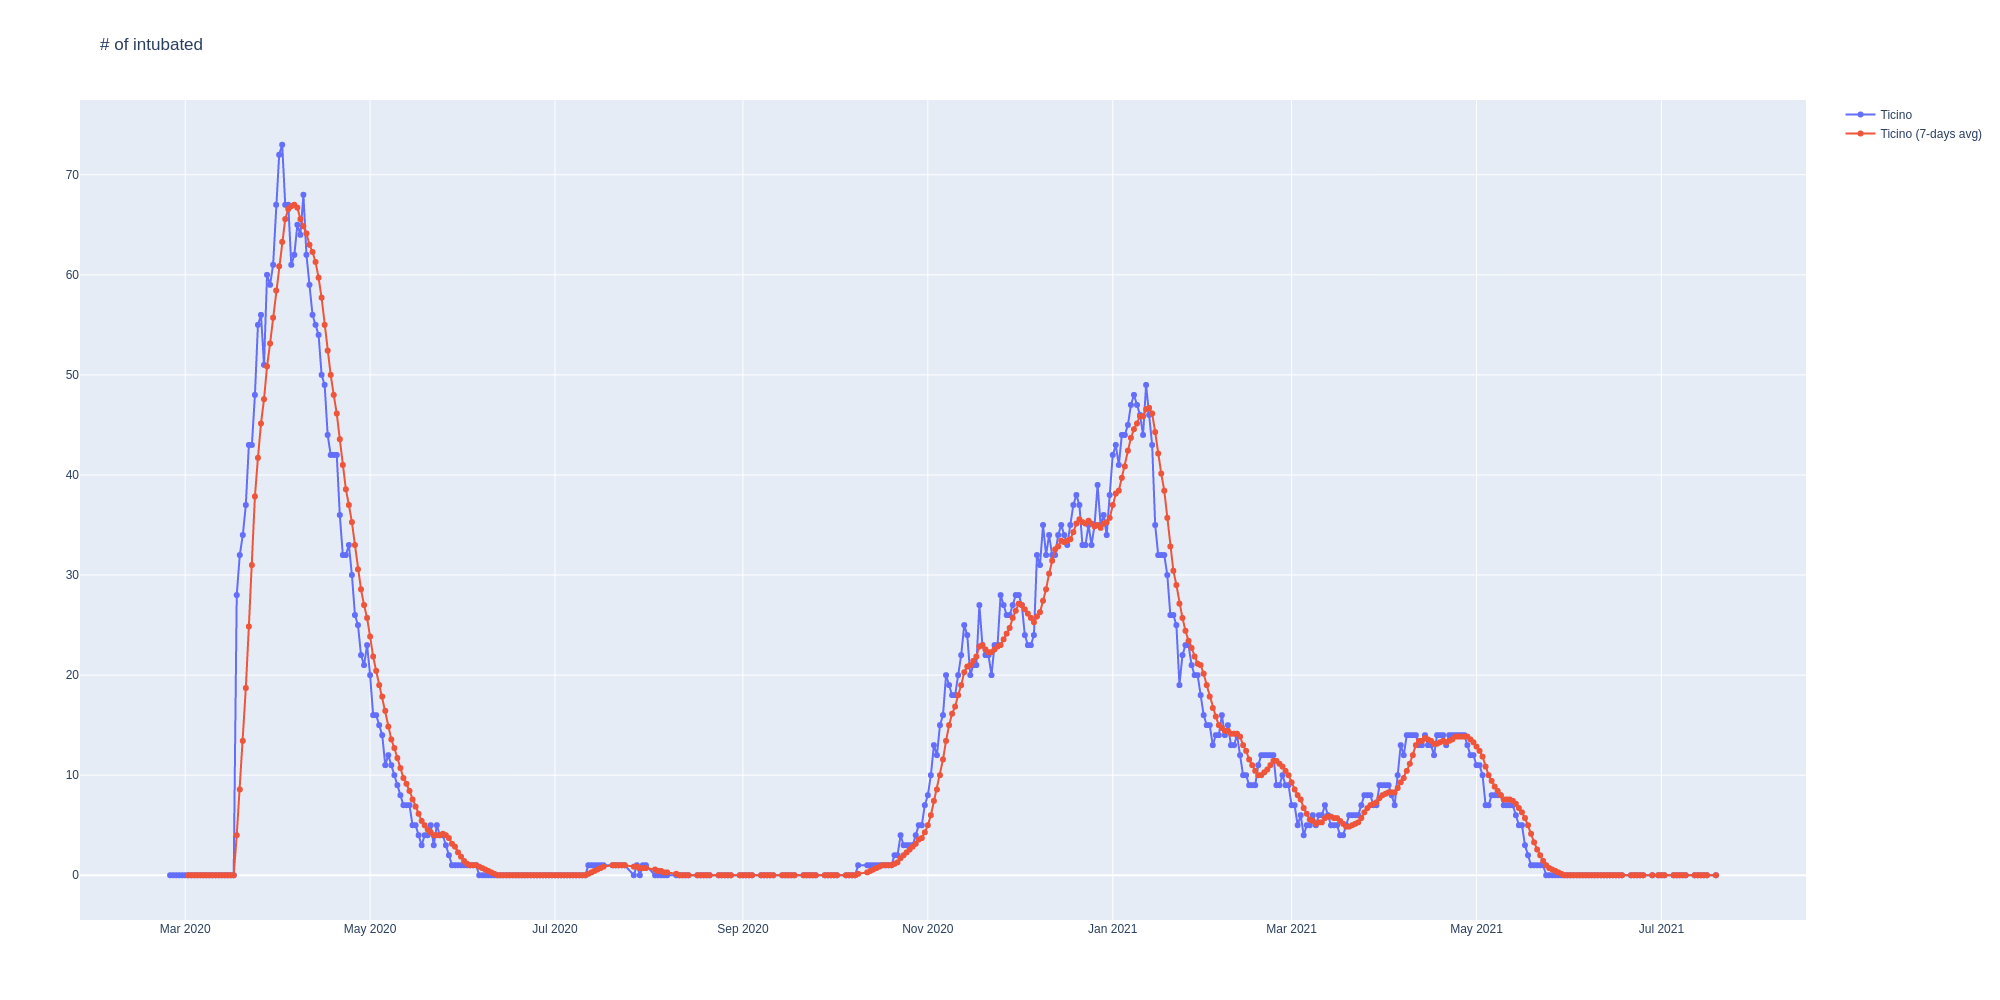 # of intubated
Ticino
Ticino (7-days avg)
70
60
50
40
30
20
10
0
Mar 2020
May 2020
Jul 2020
Sep 2020
Nov 2020
Jan 2021
Mar 2021
May 2021
Jul 2021